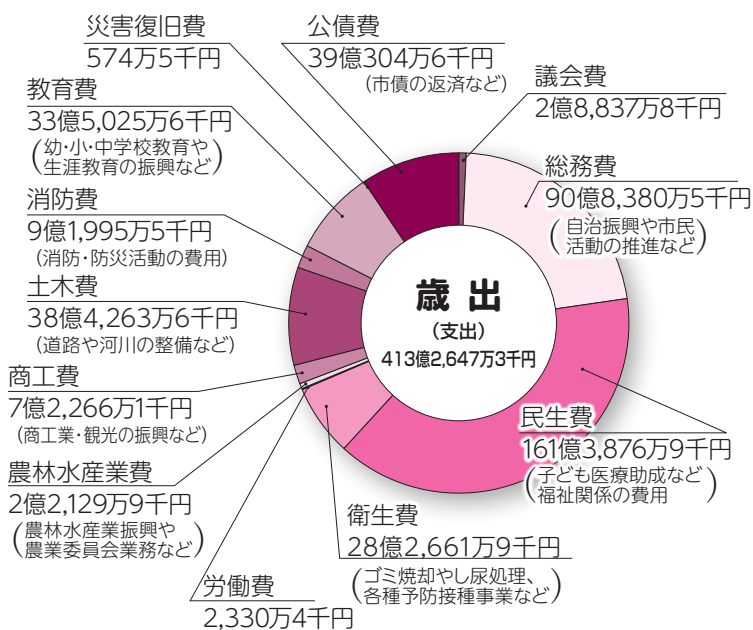 災害復旧費
574万5千円
公債費
39億304万6千円
(市債の返済など)
議会費
2億8,837万8千円
教育費
33億5,025万6千円
(幼・小・中学校教育や
生涯教育の振興など)
総務費
90億8,380万5千円
(自治振興や市民
活動の推進など)
消防費
9億1,995万5千円
(消防・防災活動の費用)
土木費
38億4,263万6千円
(道路や河川の整備など)
歳出
(支出)
413億2,647万3千円
商工費
7億2,266万1千円
(商工業・観光の振興など)
民生費
161億3,876万9千円
(子ども医療助成など
福祉関係の費用)
農林水産業費
2億2,129万9千円
(農林水産業振興や
農業委員会業務など)
衛生費
28億2,661万9千円
(ゴミ焼却やし尿処理、
各種予防接種事業など)
労働費
2,330万4千円